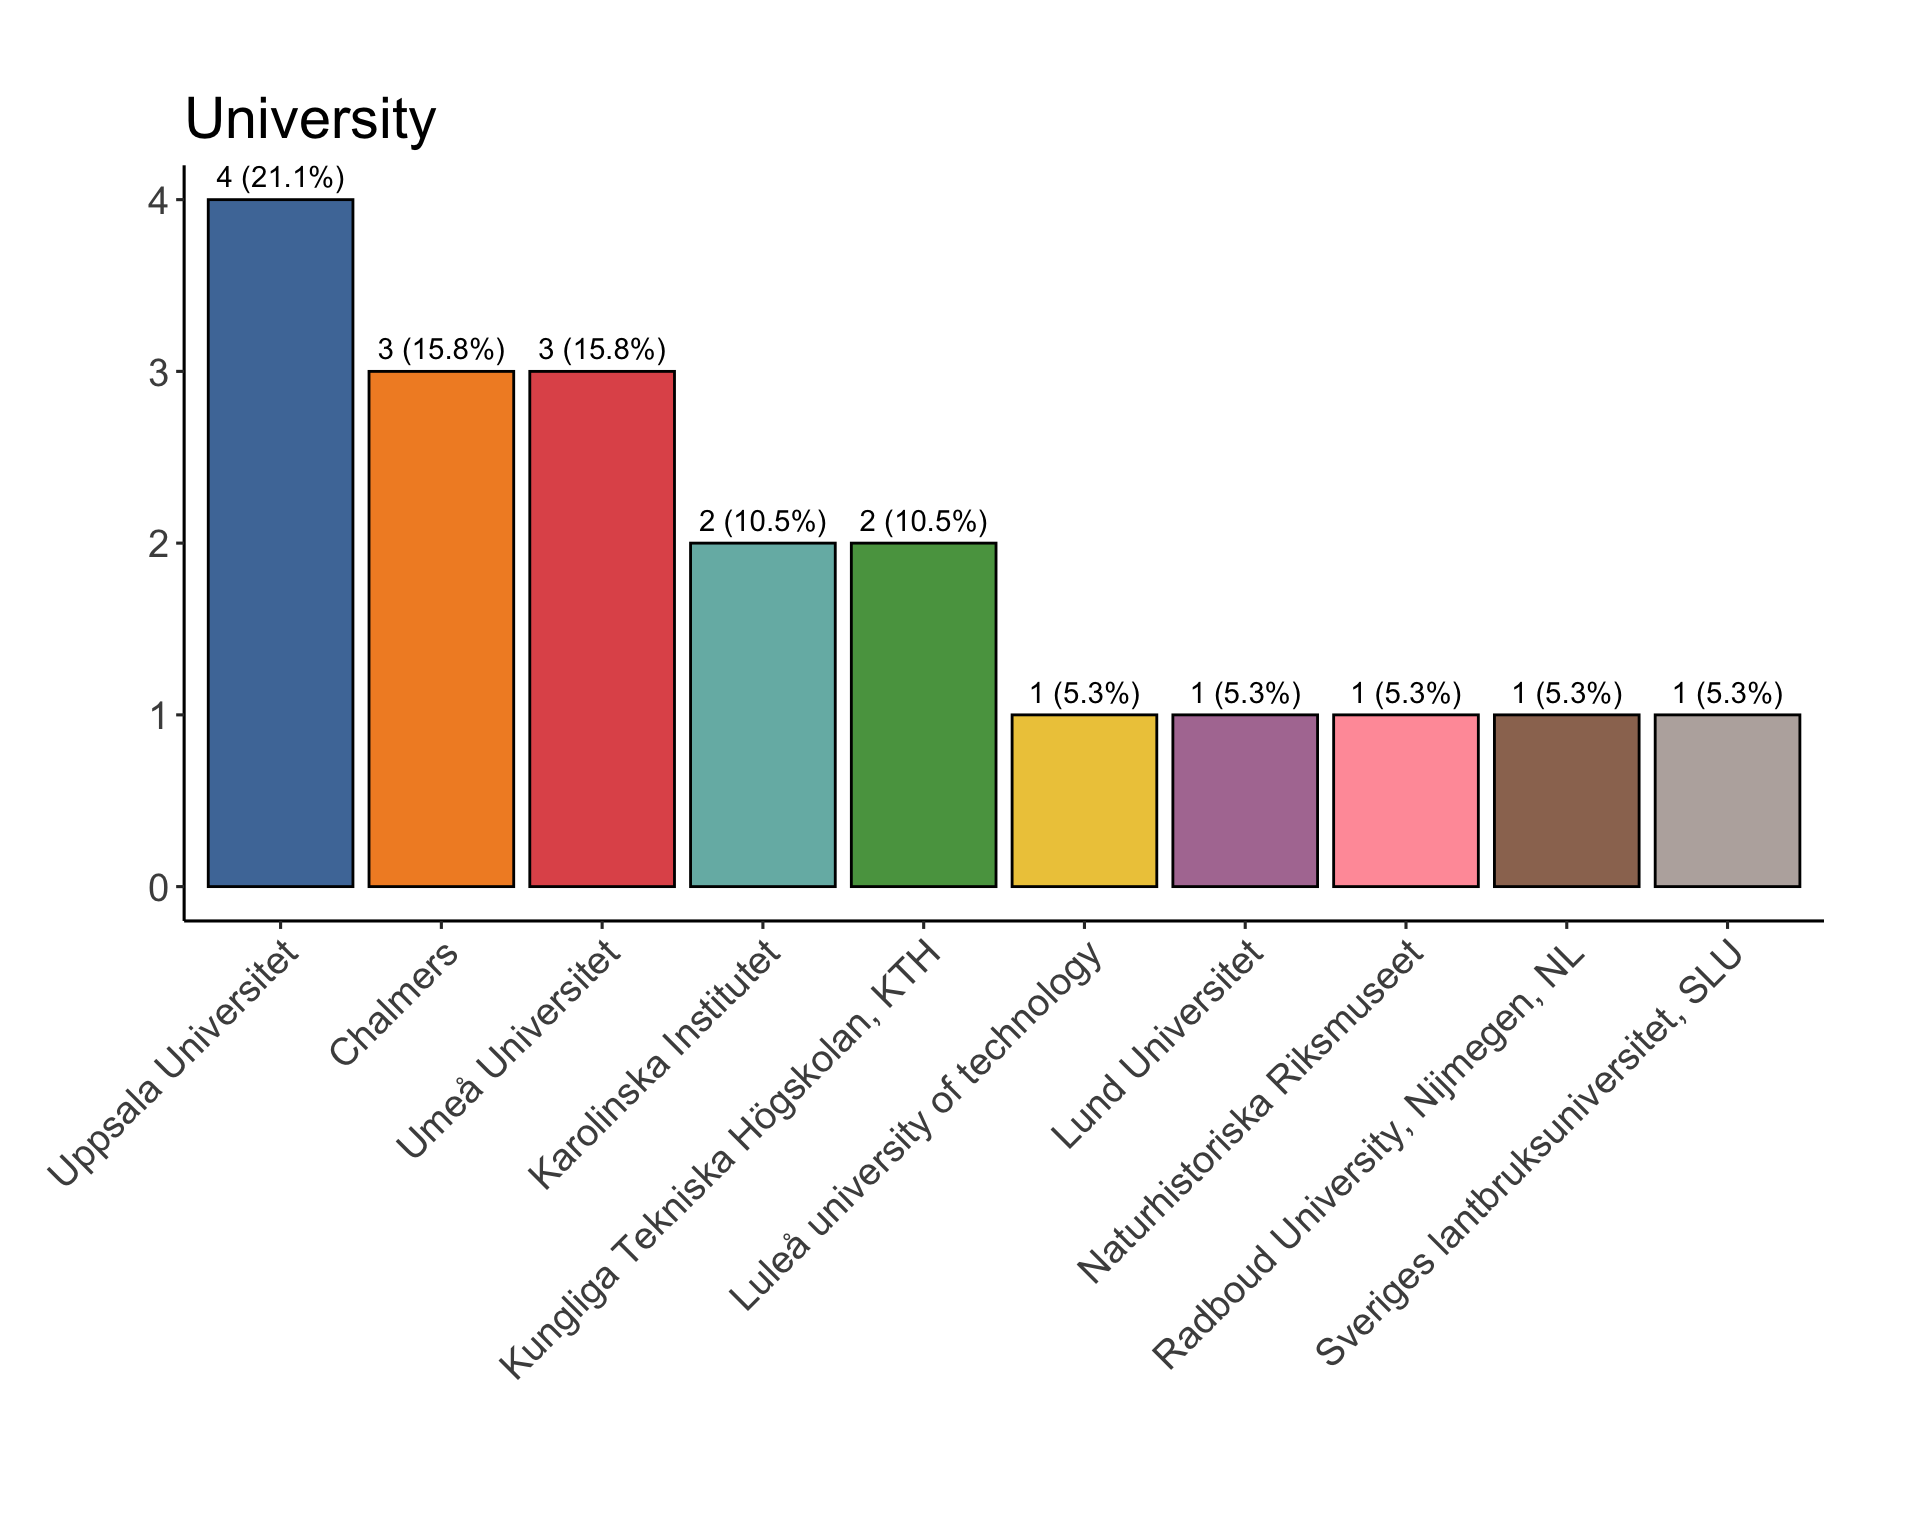 University
4 (21.1%)
3 (15.8%)
3 (15.8%)
2 (10.5%)
2 (10.5%)
1 (5.3%)
1 (5.3%)
1 (5.3%)
1 (5.3%)
1 (5.3%)
4
3
2
1
0
Uppsala Universitet
Chalmers
Umeå Universitet
Karolinska Institutet
Kungliga Tekniska Högskolan, KTH
Luleå university of technology
Lund Universitet
Naturhistoriska Riksmuseet
Radboud University, Nijmegen, NL
Sveriges lantbruksuniversitet, SLU